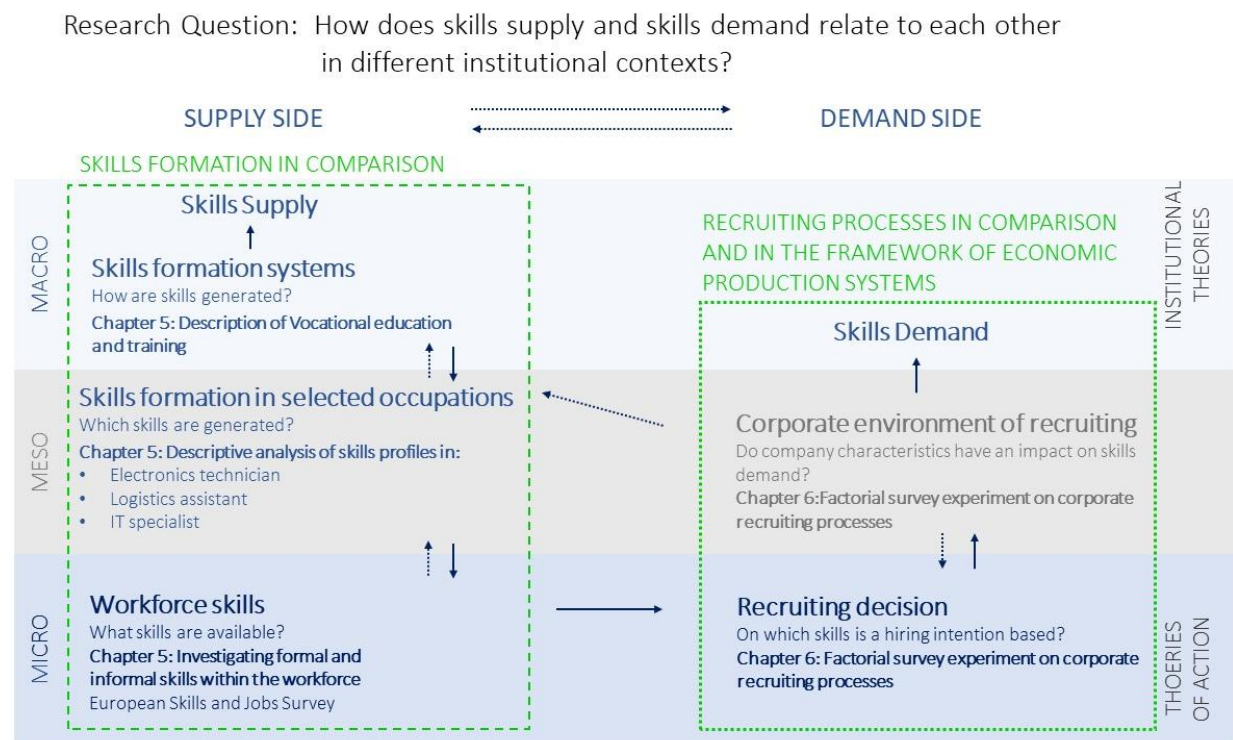 Research Question: How does skills supply and skills demand relate to each other
in different institutional contexts?
SUPPLY SIDE
DEMAND SIDE
SKILLS FORMATION IN COMPARISON
MACRO
Skills Supply
Skills formation systems
How are skills generated?
Chapter 5: Description of Vocational education
and training
RECRUITING PROCESSES IN COMPARISON
AND IN THE FRAMEWORK OF ECONOMIC
PRODUCTION SYSTEMS
Skills Demand
INSTITUTIONAL
THEORIES
MESO
Skills formation in selected occupations
Which skills are generated?
Chapter 5: Descriptive analysis of skills profiles in:
• Electronics technician
• Logistics assistant
• IT specialist
Corporate environment of recruiting
Do company characteristics have an impact on skills
demand?
Chapter 6:Factorial survey experiment on corporate
recruiting processes
MICRO
Workforce skills
What skills are available?
Chapter 5: Investigating formal and
informal skills within the workforce
European Skills and Jobs Survey
Recruiting decision
On which skills is a hiring intention based?
Chapter 6: Factorial survey experiment on corporate
recruiting processes
THOERIES
OF ACTION